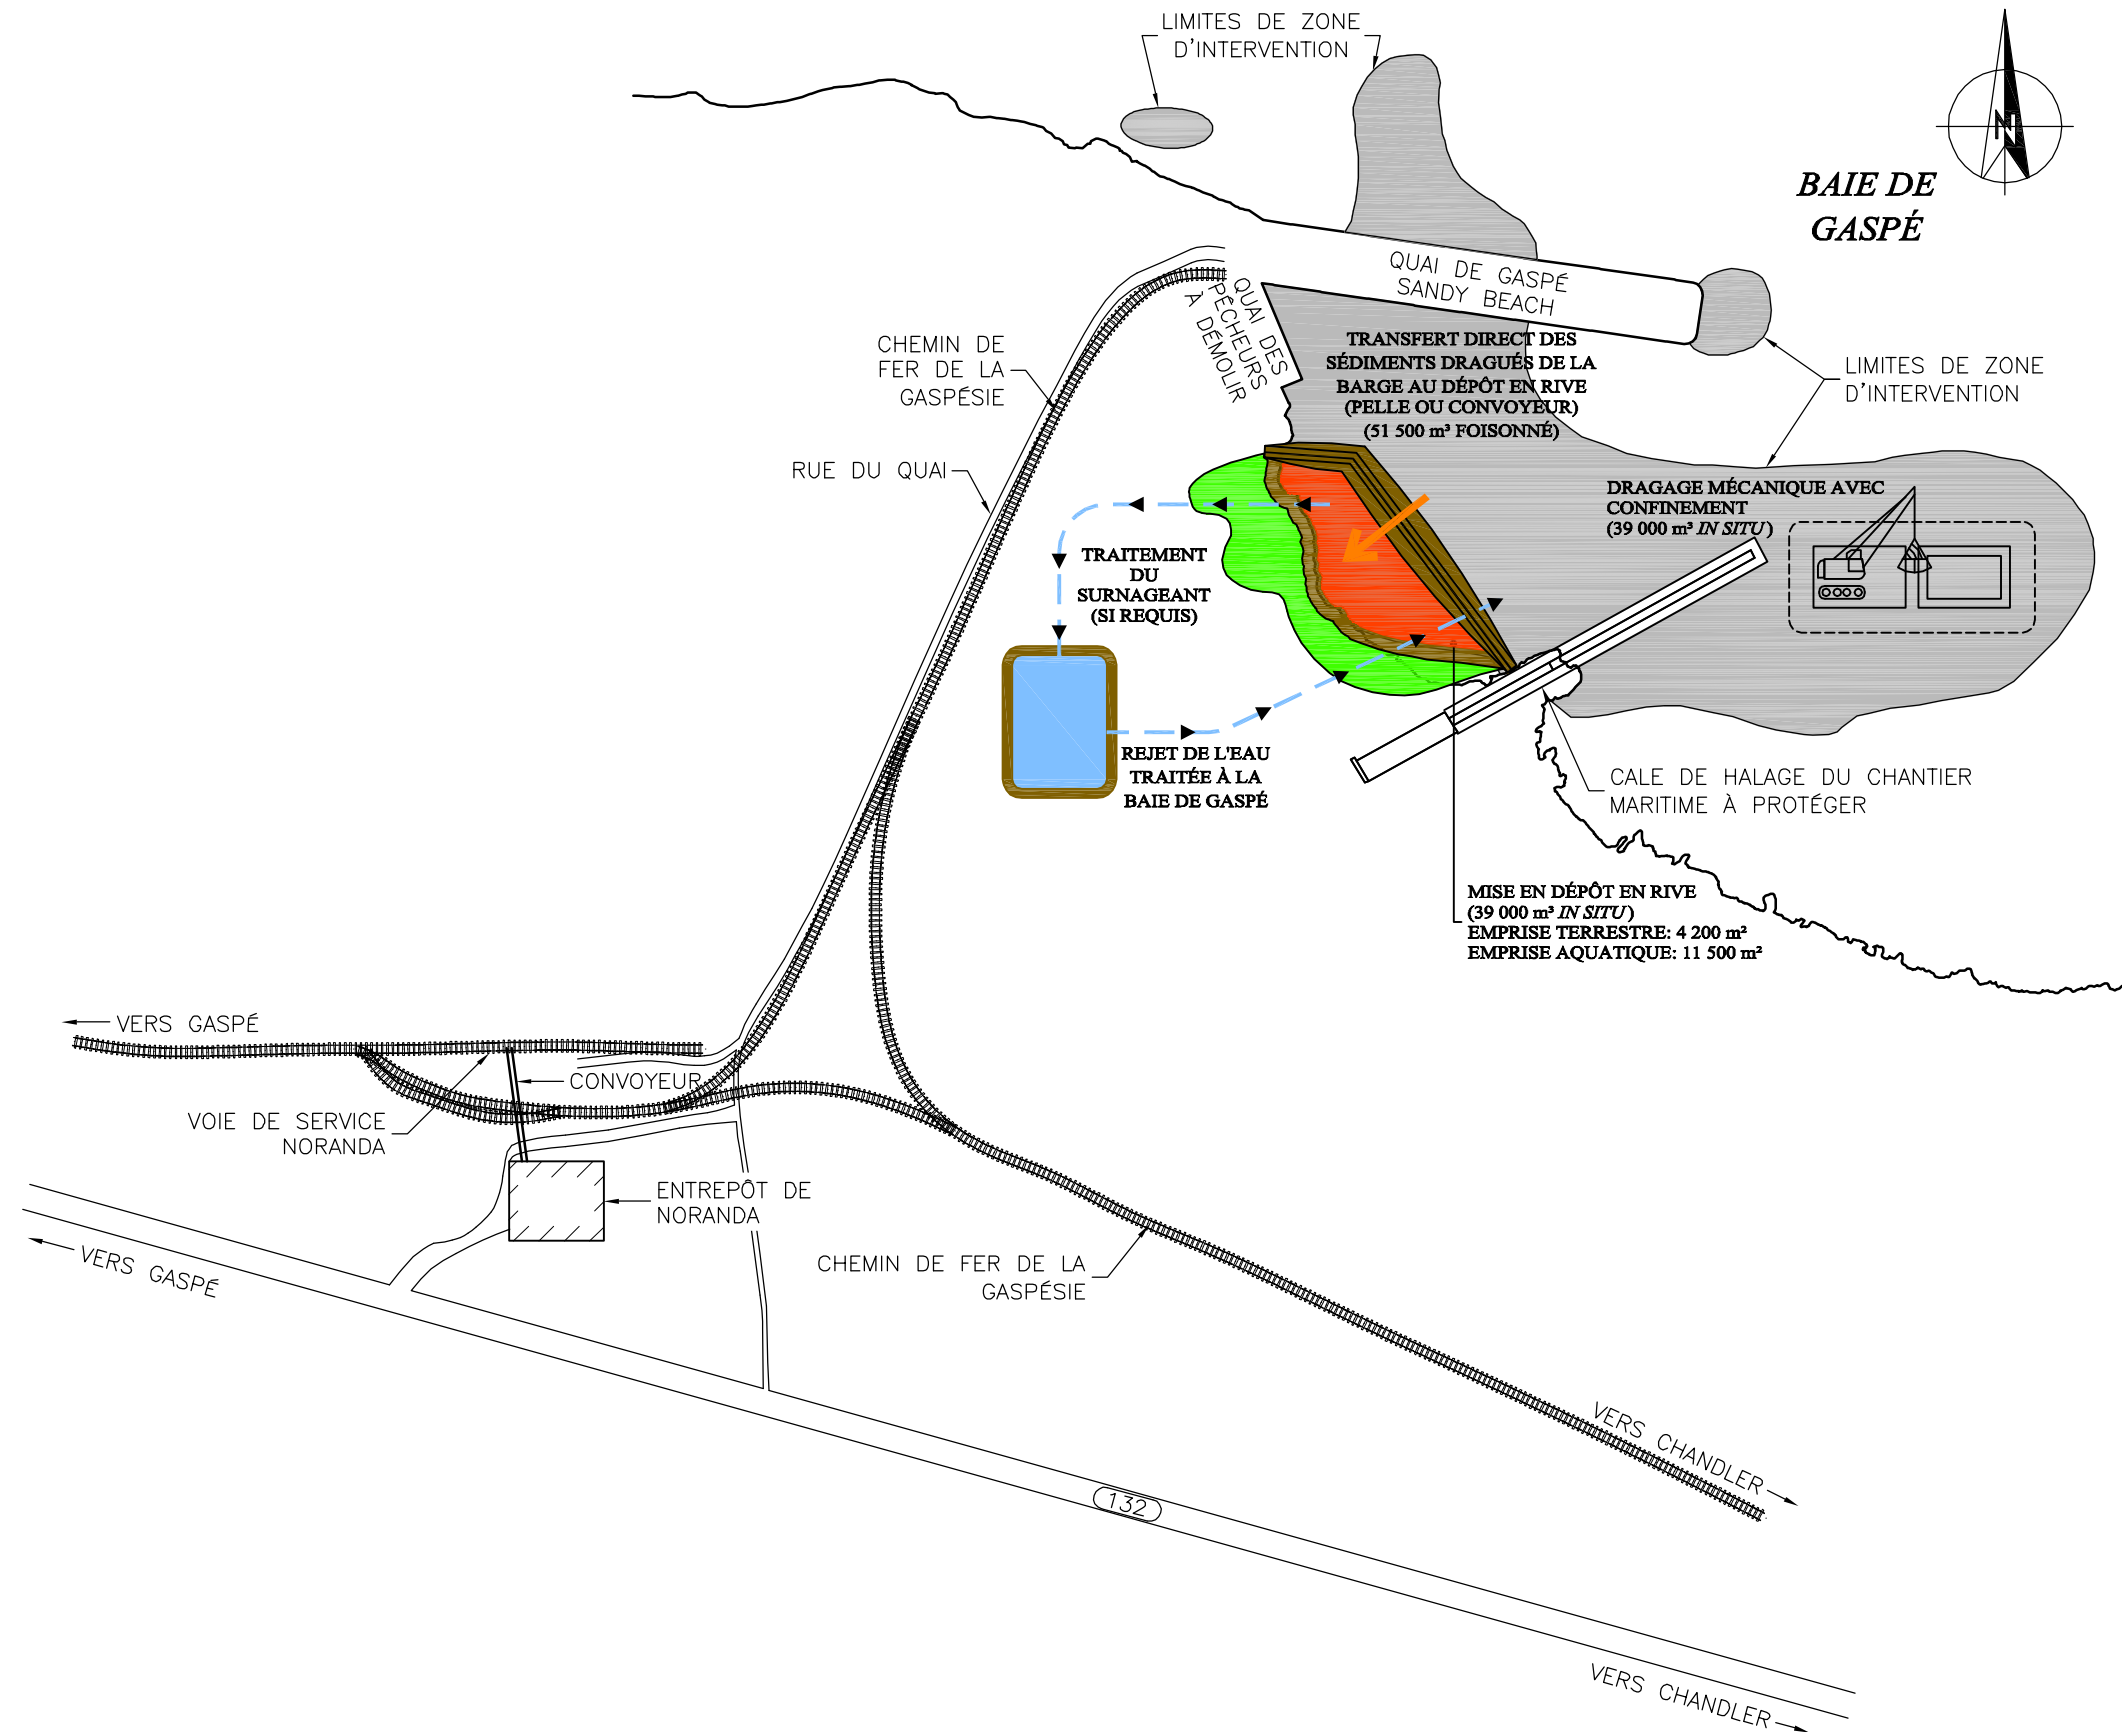 LIMITES DE ZONE
D'INTERVENTION
N
BAIE DE
GASPÉ
QUAI DE GASPÉ
SANDY BEACH
QUAI DES
PÊCHEURS
À DÉMOLIR
CHEMIN DE
FER DE LA
GASPÉSIE
TRANSFERT DIRECT DES
SÉDIMENTS DRAGUÉS DE LA
BARGE AU DÉPÔT EN RIVE
(PELLE OU CONVOYEUR)
(51 500 m³ FOISONNÉ)
LIMITES DE ZONE
D'INTERVENTION
RUE DU QUAI
DRAGAGE MÉCANIQUE AVEC
CONFINEMENT
(39 000 m³ IN SITU)
TRAITEMENT
DU
SURNAGEANT
(SI REQUIS)
REJET DE L'EAU
TRAITÉE À LA
BAIE DE GASPÉ
CALE DE HALAGE DU CHANTIER
MARITIME À PROTÉGER
MISE EN DÉPÔT EN RIVE
(39 000 m³ IN SITU)
EMPRISE TERRESTRE: 4 200 m²
EMPRISE AQUATIQUE: 11 500 m²
VERS GASPÉ
CONVOYEUR
VOIE DE SERVICE
NORANDA
ENTREPÔT DE
NORANDA
VERS GASPÉ
CHEMIN DE FER DE LA
GASPÉSIE
VERS CHANDLER
132
VERS CHANDLER